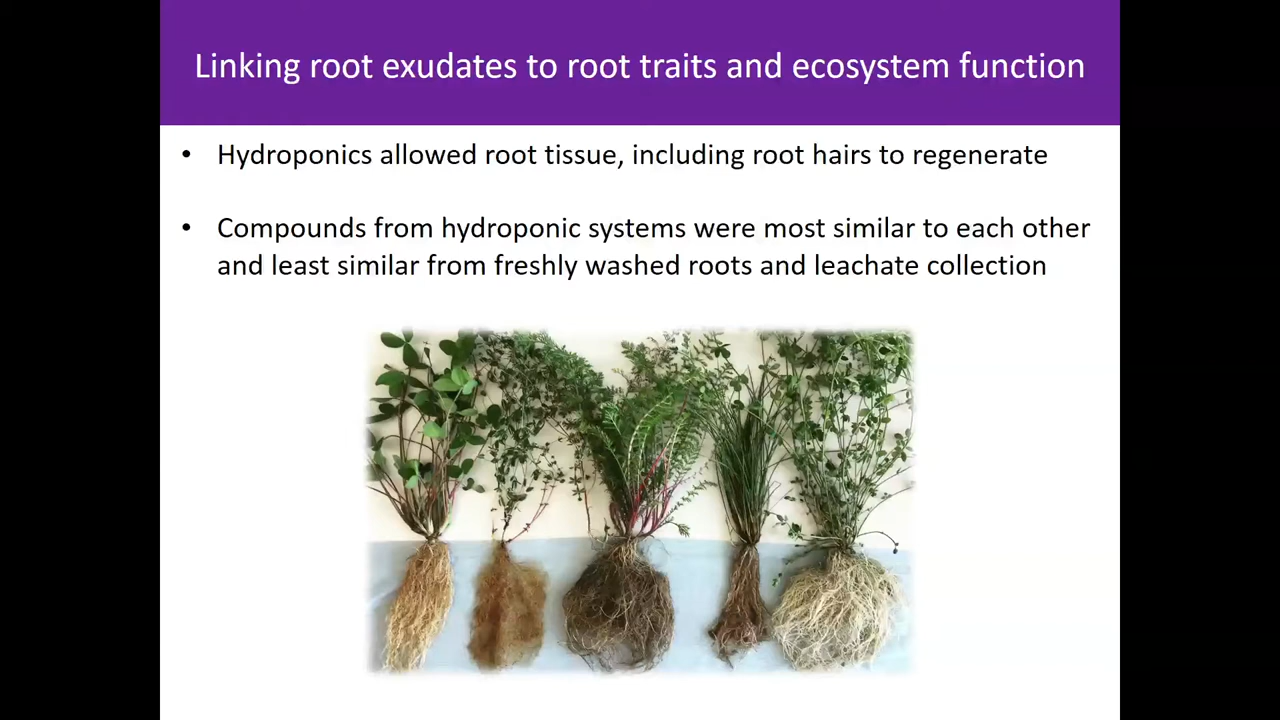 Linking root exudates to root traits and ecosystem function
• Hydroponics allowed root tissue, including root hairs to regenerate
• Compounds from hydroponic systems were most similar to each other
and least similar from freshly washed roots and leachate collection